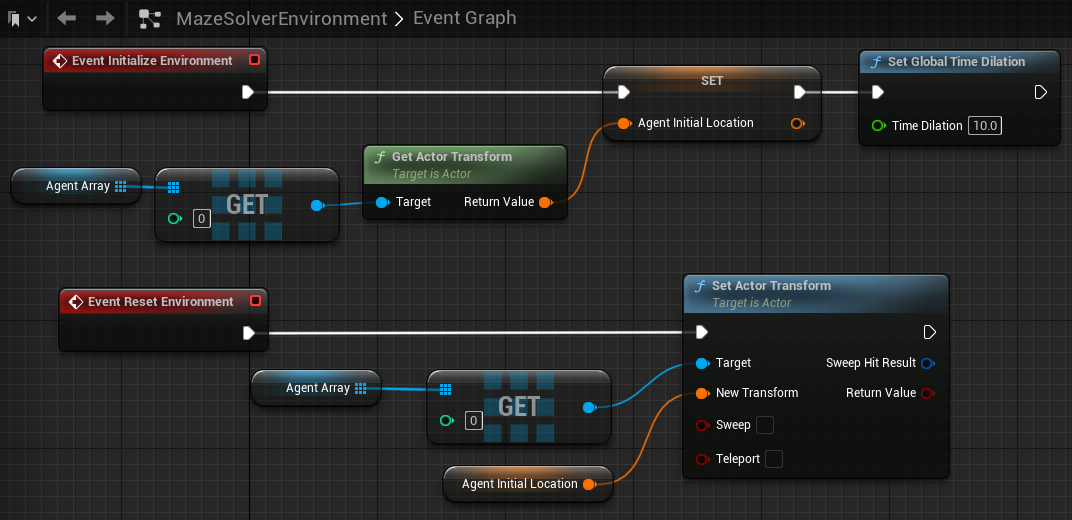 MazeSolverEnvironment > Event Graph
Event Initialize Environment
SET
Agent Initial Location
Set Global Time Dilation
Time Dilation 10.0
Agent Array
GET
0
Get Actor Transform
Target is Actor
Target Return Value
Event Reset Environment
Agent Array
GET
0
Agent Initial Location
Set Actor Transform
Target is Actor
Target Sweep Hit Result
New Transform Return Value
Sweep
Teleport